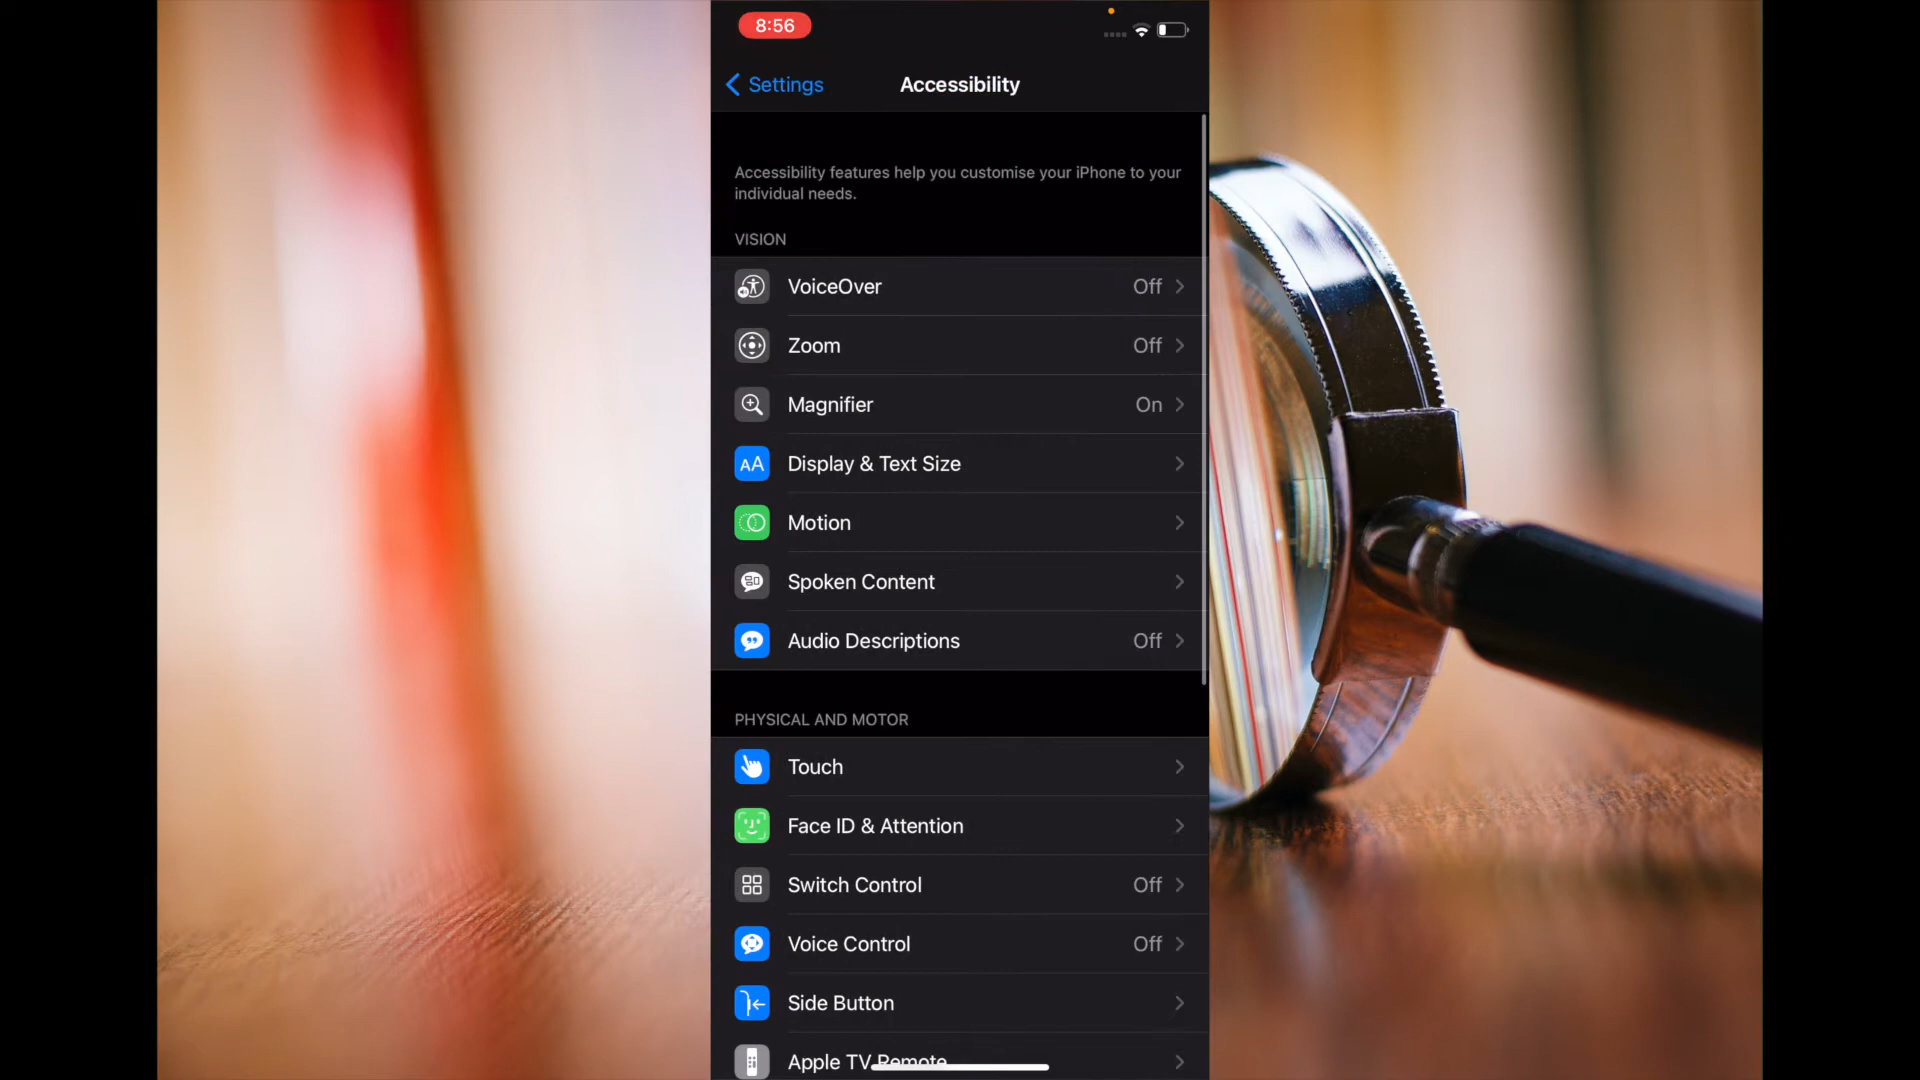 8:56
Settings
Accessibility
Accessibility features help you customise your iPhone to your
individual needs.
VISION
VoiceOver Off
Zoom Off
Magnifier On
AA Display & Text Size
Motion
Spoken Content
Audio Descriptions Off
PHYSICAL AND MOTOR
Touch
Face ID & Attention
Switch Control Off
Voice Control Off
Side Button
Apple TV Remote